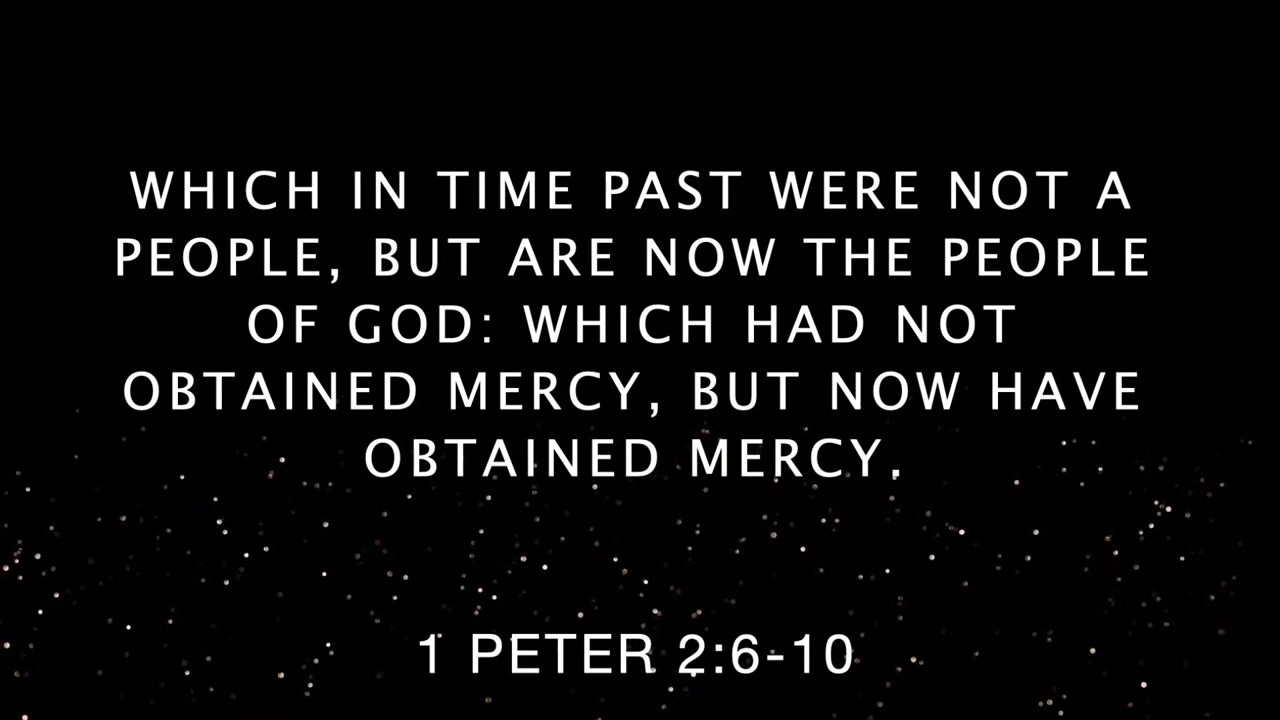 WHICH IN TIME PAST WERE NOT A
PEOPLE, BUT ARE NOW THE PEOPLE
OF GOD: WHICH HAD NOT
OBTAINED MERCY, BUT NOW HAVE
OBTAINED MERCY.
1 PETER 2:6-10